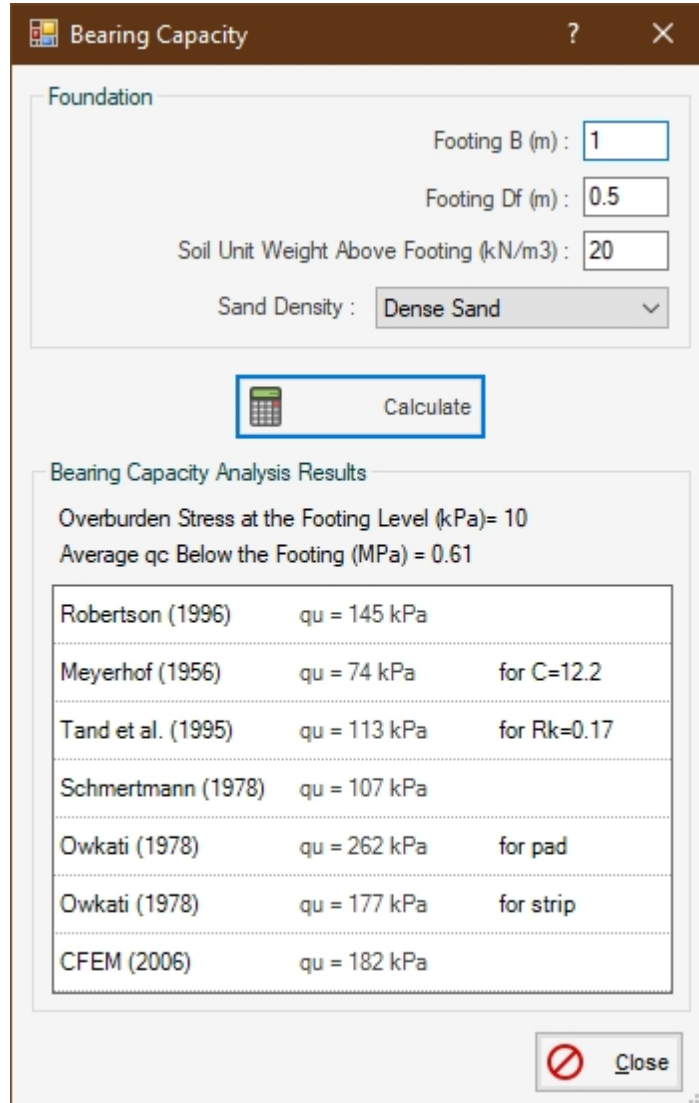 Bearing Capacity ?
Foundation
Footing B (m) : 1
Footing Df (m) : 0.5
Soil Unit Weight Above Footing (kN/m3) : 20
Sand Density : Dense Sand
Calculate
Bearing Capacity Analysis Results
Overburden Stress at the Footing Level (kPa)= 10
Average qc Below the Footing (MPa) = 0.61
Robertson (1996) qu = 145 kPa
Meyerhof (1956) qu = 74 kPa for C=12.2
Tand et al. (1995) qu = 113 kPa for Rk=0.17
Schmertmann (1978) qu = 107 kPa
Owkati (1978) qu = 262 kPa for pad
Owkati (1978) qu = 177 kPa for strip
CFEM (2006) qu = 182 kPa
Close